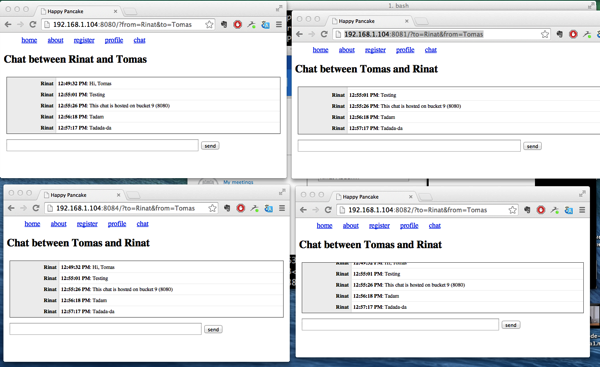 Happy Pancake
192.168.1.104:8080/?from=Rinat&to=Tomas
home about register profile chat
Chat between Rinat and Tomas
Rinat 12:49:32 PM: Hi, Tomas
Rinat 12:55:01 PM: Testing
Rinat 12:55:26 PM: This chat is hosted on bucket 9 (8080)
Rinat 12:56:18 PM: Tadam
Rinat 12:57:17 PM: Tadada-da
send
1. bash
Happy Pancake
192.168.1.104:8081/?to=Rinat&from=Tomas
home about register profile chat
Chat between Tomas and Rinat
Rinat 12:55:01 PM: Testing
Rinat 12:55:26 PM: This chat is hosted on bucket 9 (8080)
Rinat 12:56:18 PM: Tadam
Rinat 12:57:17 PM: Tadada-da
send
My meetings
Happy Pancake
192.168.1.104:8084/?to=Rinat&from=Tomas
home about register profile chat
Chat between Tomas and Rinat
Rinat 12:49:32 PM: Hi, Tomas
Rinat 12:55:01 PM: Testing
Rinat 12:55:26 PM: This chat is hosted on bucket 9 (8080)
Rinat 12:56:18 PM: Tadam
Rinat 12:57:17 PM: Tadada-da
send
Happy Pancake
192.168.1.104:8082/?to=Rinat&from=Tomas
home about register profile chat
Chat between Tomas and Rinat
Rinat 12:49:32 PM: Hi, Tomas
Rinat 12:55:01 PM: Testing
Rinat 12:55:26 PM: This chat is hosted on bucket 9 (8080)
Rinat 12:56:18 PM: Tadam
Rinat 12:57:17 PM: Tadada-da
send